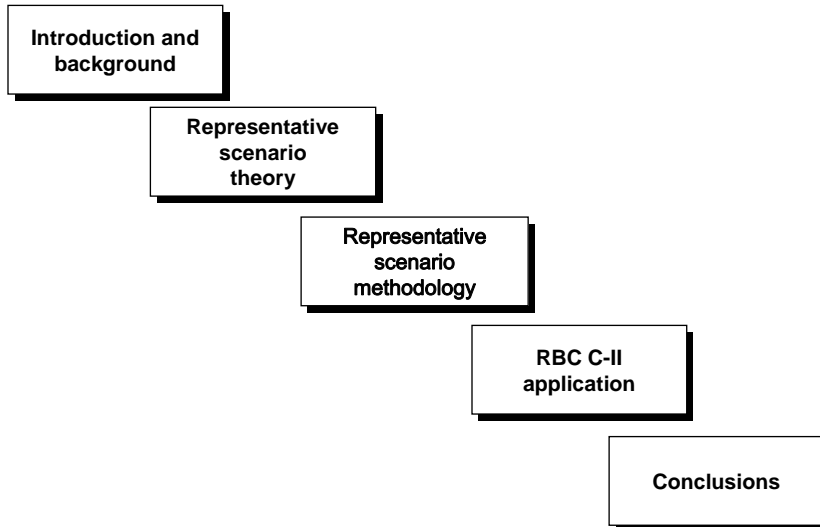 Introduction and
background
Representative
scenario
theory
Representative
scenario
methodology
RBC C-II
application
Conclusions